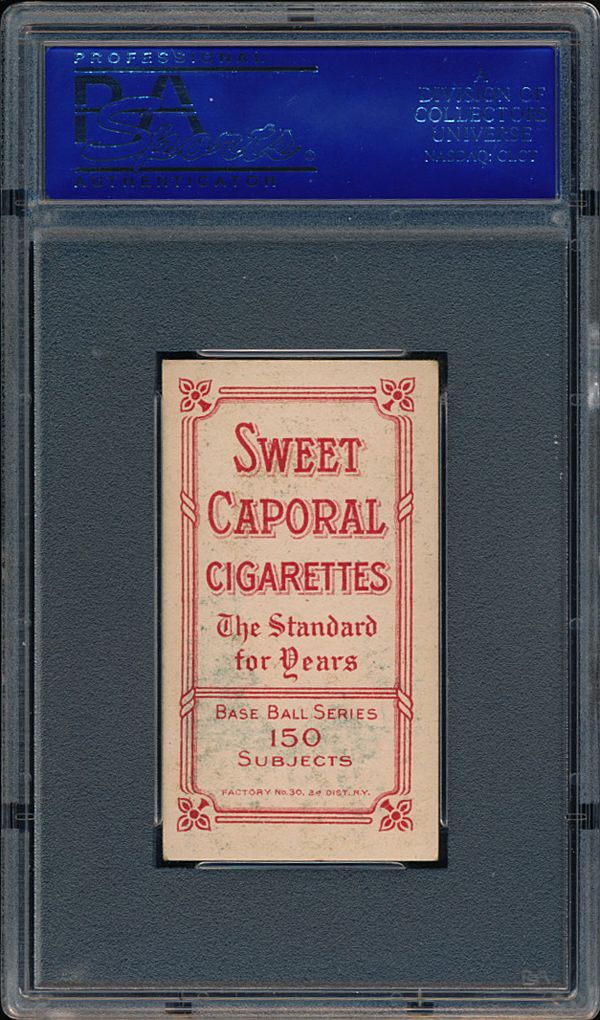 PROFESSIONAL
PSA
Sports
AUTHENTICATOR
A
DIVISION OF
COLLECTORS
UNIVERSE
NASDAQ: CLCT
SWEET
CAPORAL
CIGARETTES
The Standard
for Years
BASE BALL SERIES
150
SUBJECTS
FACTORY No. 30, 2d DIST. N.Y.
PSA